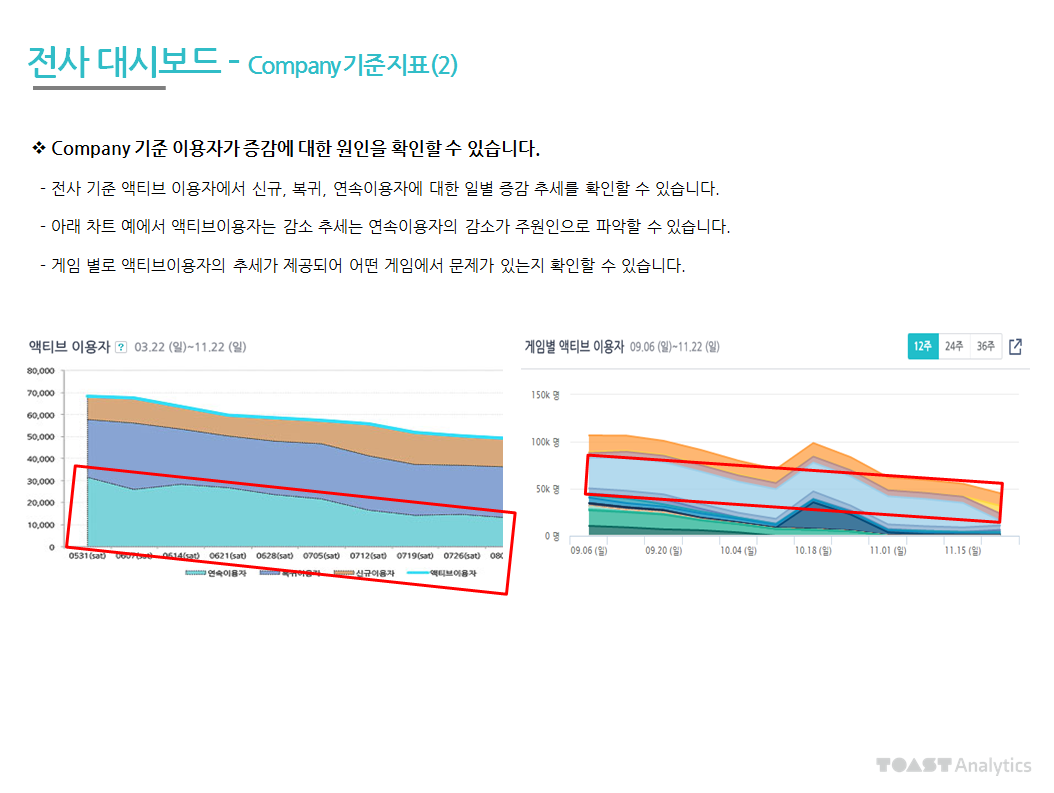 전사 대시보드 - Company기준지표(2)
❖ Company 기준 이용자가 증감에 대한 원인을 확인할 수 있습니다.
- 전사 기준 액티브 이용자에서 신규, 복귀, 연속이용자에 대한 일별 증감 추세를 확인할 수 있습니다.
- 아래 차트 예에서 액티브이용자는 감소 추세는 연속이용자의 감소가 주원인으로 파악할 수 있습니다.
- 게임 별로 액티브이용자의 추세가 제공되어 어떤 게임에서 문제가 있는지 확인할 수 있습니다.
액티브 이용자 ? 03.22 (일)~11.22 (일)
80,000
70,000
60,000
50,000
40,000
30,000
20,000
10,000
0
0531(sat) 0607(sat) 0614(sat) 0621(sat) 0628(sat) 0705(sat) 0712(sat) 0719(sat) 0726(sat) 080
연속이용자 복귀이용자 신규이용자 액티브이용자
게임별 액티브 이용자 09.06 (일)~11.22 (일)
12주 24주 36주
150k 명
100k 명
50k 명
0 명
09.06 (일) 09.20 (일) 10.04 (일) 10.18 (일) 11.01 (일) 11.15 (일)
TOAST Analytics